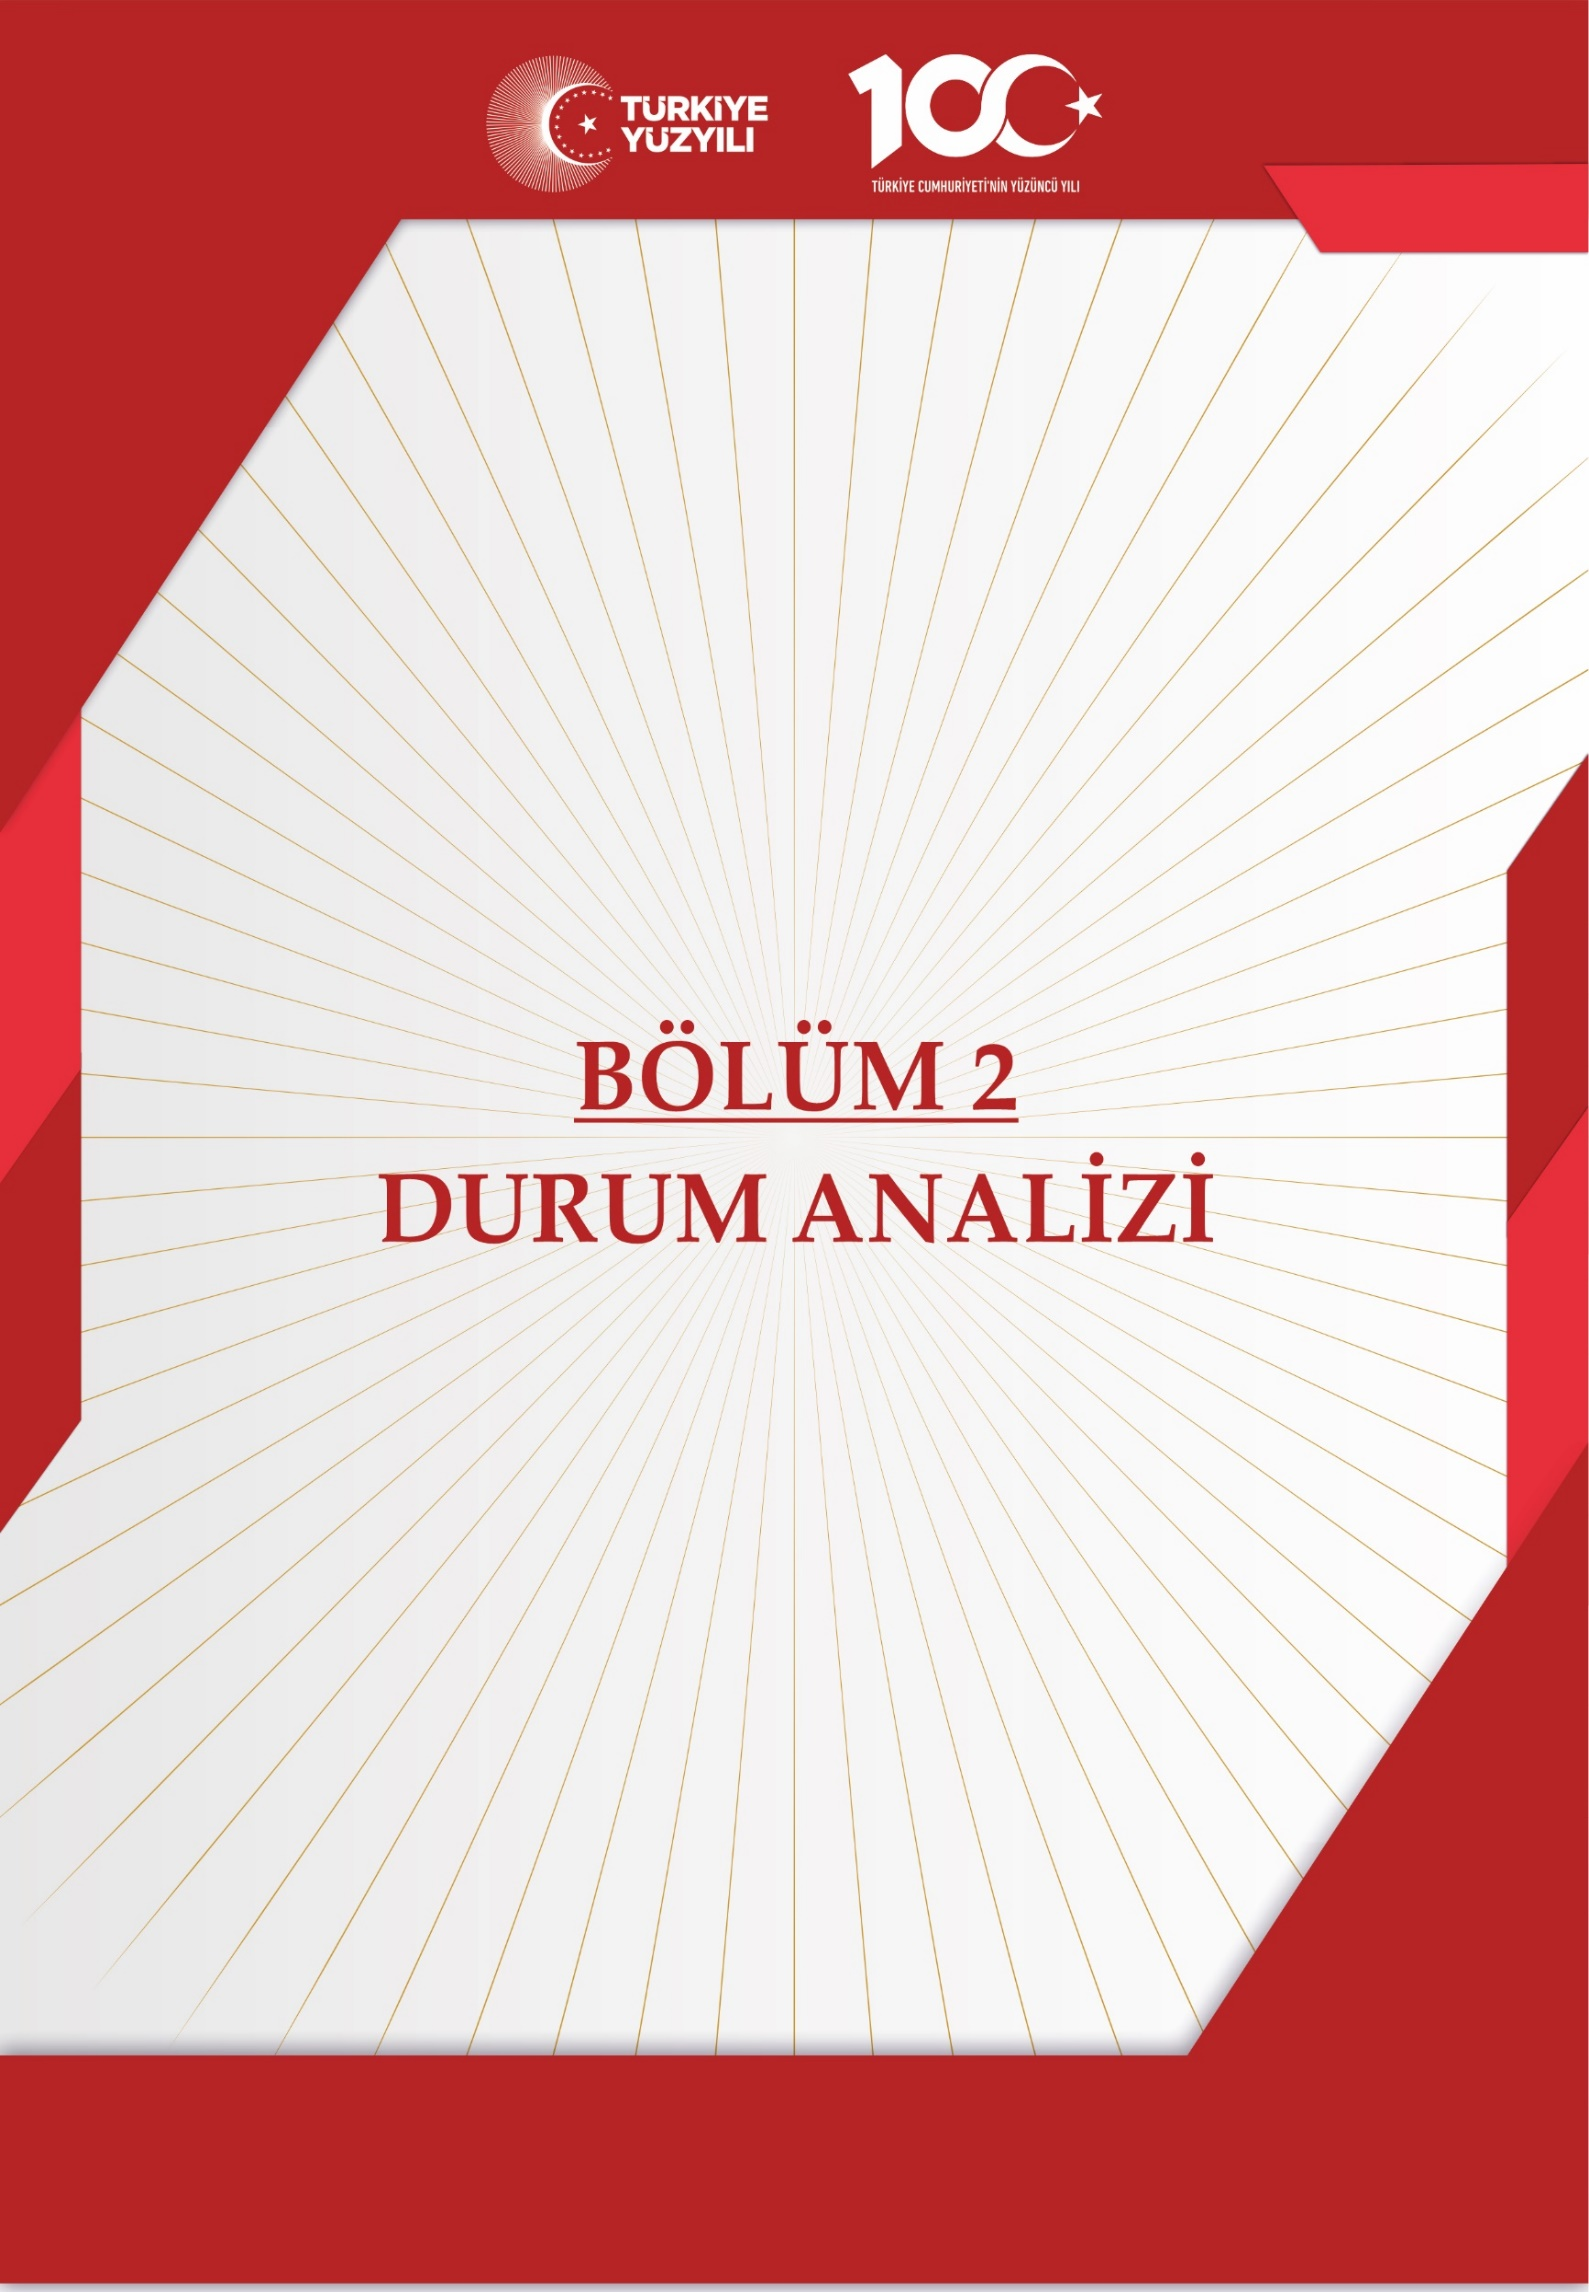 TÜRKİYE
YÜZYILI
100
TÜRKİYE CUMHURİYETİ'NİN YÜZÜNCÜ YILI
BÖLÜM 2
DURUM ANALİZİ